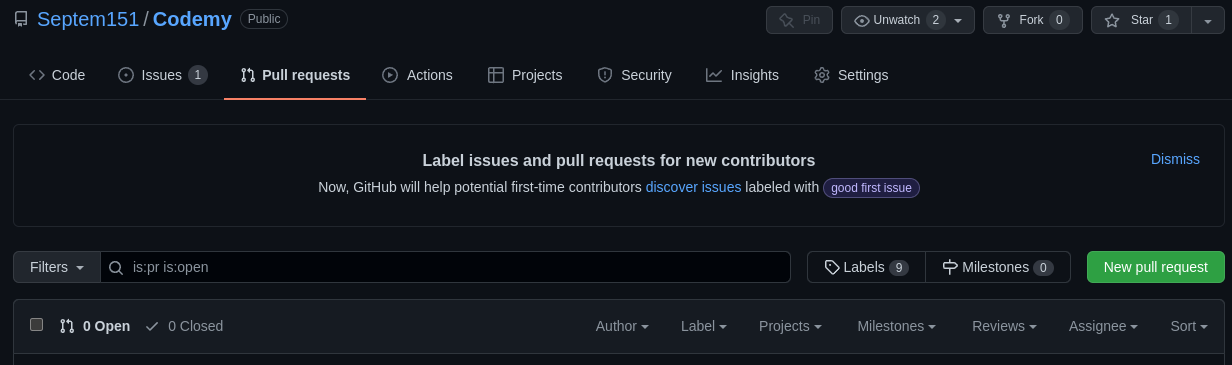 Septem151 / Codemy Public Pin Unwatch 2 Fork 0 Star 1
Code Issues 1 Pull requests Actions Projects Security Insights Settings
Label issues and pull requests for new contributors Dismiss
Now, GitHub will help potential first-time contributors discover issues labeled with good first issue
Filters is:pr is:open Labels 9 Milestones 0 New pull request
0 Open 0 Closed Author Label Projects Milestones Reviews Assignee Sort